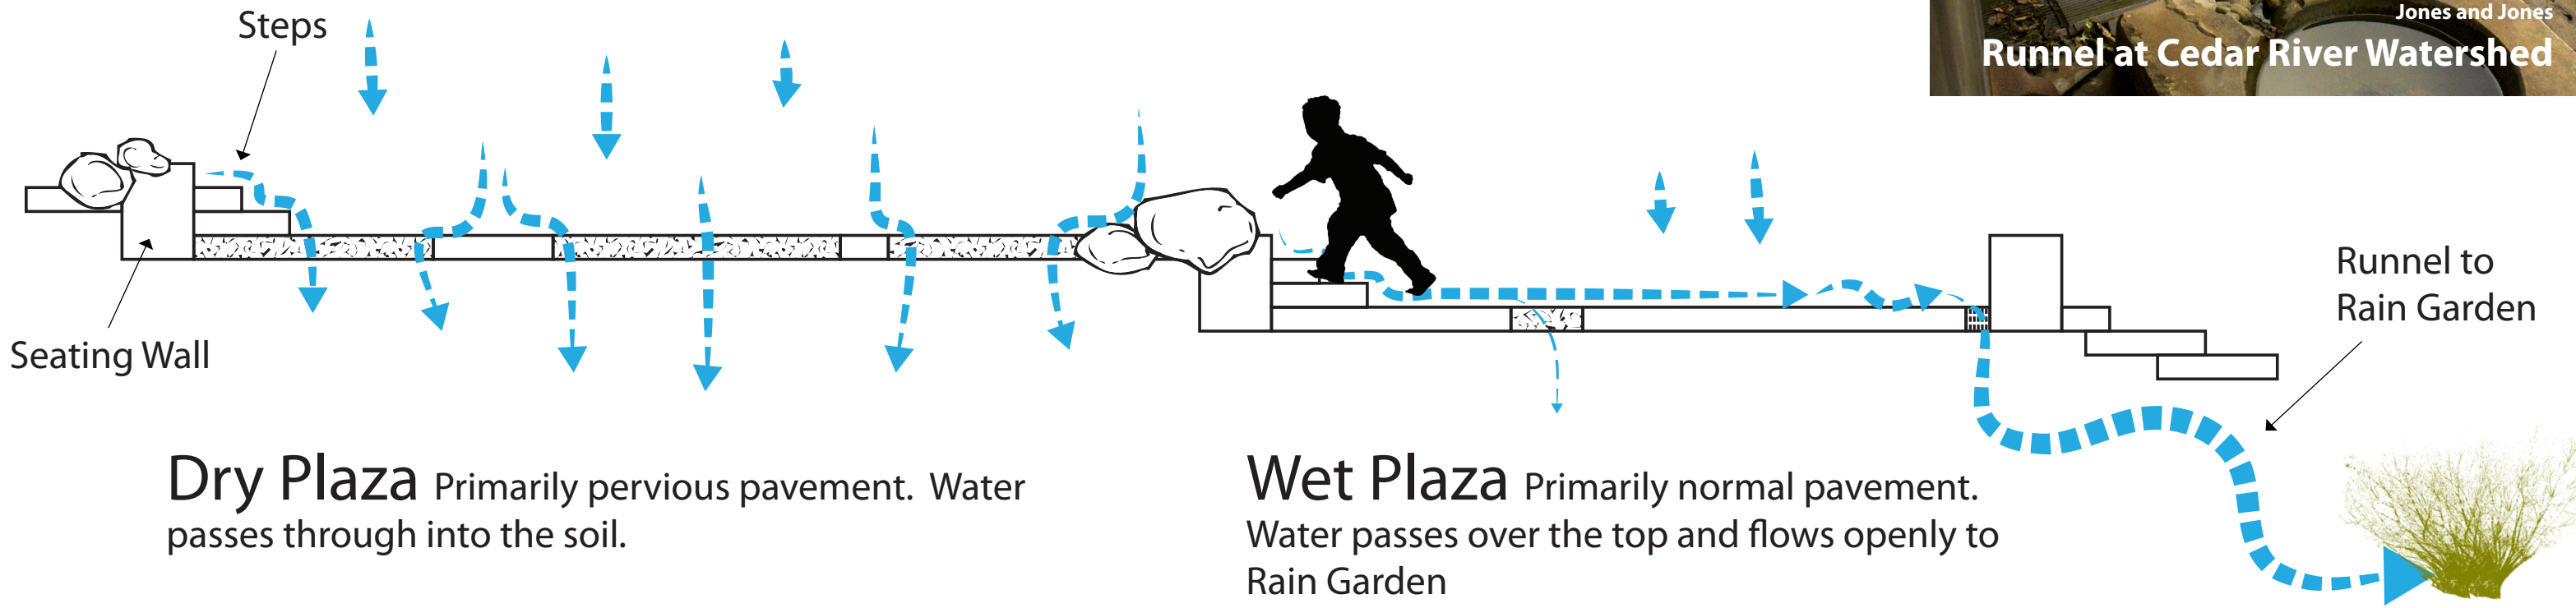 Steps
Jones and Jones
Runnel at Cedar River Watershed
Runnel to
Rain Garden
Seating Wall
Dry Plaza Primarily pervious pavement.  Water
passes through into the soil.
Wet Plaza Primarily normal pavement.
Water passes over the top and flows openly to
Rain Garden